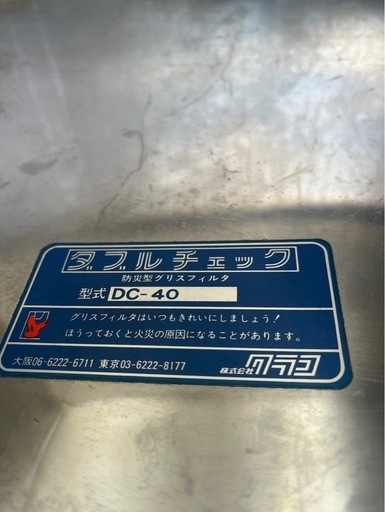 ダブルチェック
防災型グリスフィルタ
型式 DC-40
グリスフィルタはいつもきれいにしましょう!
ほうっておくと火災の原因になることがあります。
大阪06-6222-6711 東京03-6222-8177 株式会社クラコ